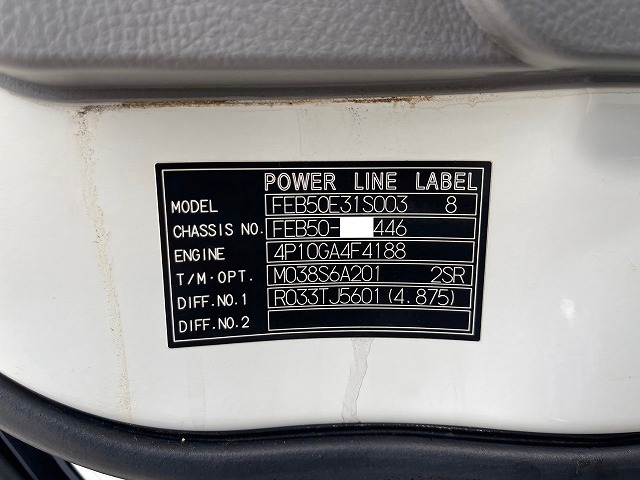 POWER LINE LABEL
MODEL FEB50E31S003 8
CHASSIS NO. FEB50- 446
ENGINE 4P10GA4F4188
T/M·OPT. M038S6A201 2SR
DIFF.NO.1 R033TJ5601(4.875)
DIFF.NO.2